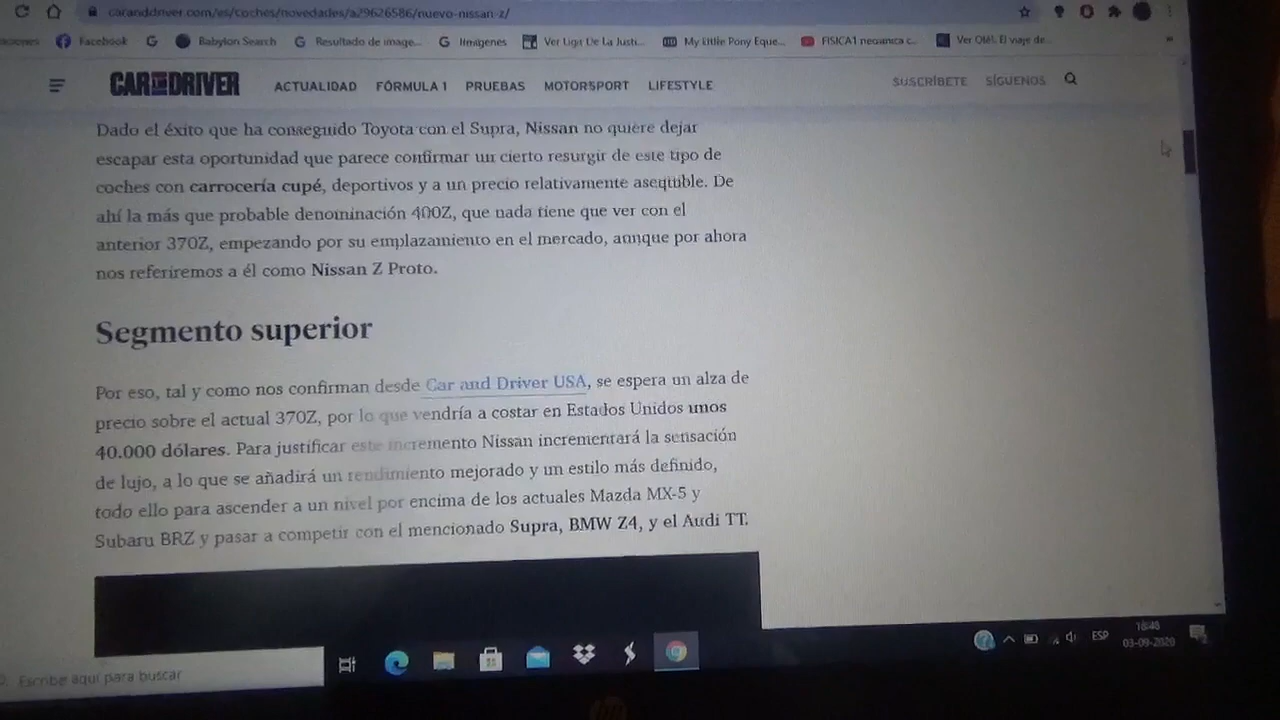 caranddriver.com/es/coches/novedades/a29626586/nuevo-nissan-z/
Facebook
Babylon Search
Resultado de image...
Imágenes
Ver Liga De La Justi...
My Little Pony Eque...
FISICA1 neoanica c...
Ver Olé!, El viaje de...
»
CAR AND DRIVER
ACTUALIDAD FÓRMULA 1 PRUEBAS MOTORSPORT LIFESTYLE
SUSCRÍBETE SÍGUENOS
Dado el éxito que ha conseguido Toyota con el Supra, Nissan no quiere dejar
escapar esta oportunidad que parece confirmar un cierto resurgir de este tipo de
coches con carrocería cupé, deportivos y a un precio relativamente asequible. De
ahí la más que probable denominación 400Z, que nada tiene que ver con el
anterior 370Z, empezando por su emplazamiento en el mercado, aunque por ahora
nos referiremos a él como Nissan Z Proto.
Segmento superior
Por eso, tal y como nos confirman desde Car and Driver USA, se espera un alza de
precio sobre el actual 370Z, por lo que vendría a costar en Estados Unidos unos
40.000 dólares. Para justificar este incremento Nissan incrementará la sensación
de lujo, a lo que se añadirá un rendimiento mejorado y un estilo más definido,
todo ello para ascender a un nivel por encima de los actuales Mazda MX-5 y
Subaru BRZ y pasar a competir con el mencionado Supra, BMW Z4, y el Audi TT.
Escribe aquí para buscar
ESP
18:48
03-09-2020
hp